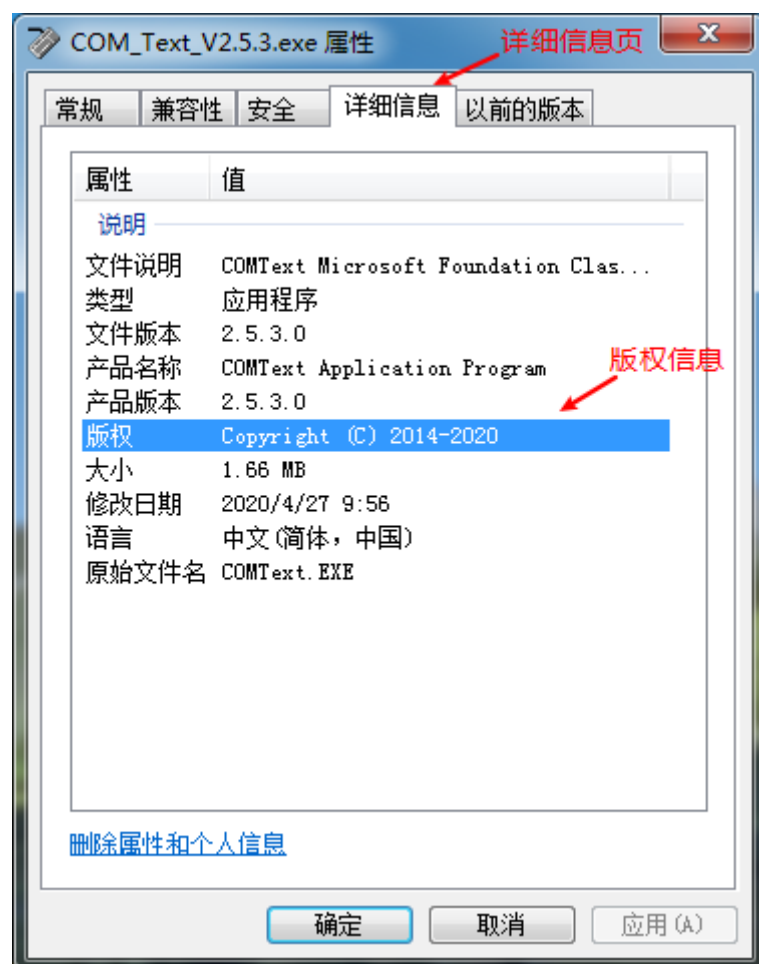 COM_Text_V2.5.3.exe 属性
详细信息页
x
常规 兼容性 安全 详细信息 以前的版本
属性 值
说明
文件说明 COMText Microsoft Foundation Clas...
类型 应用程序
文件版本 2.5.3.0
产品名称 COMText Application Program
版权信息
产品版本 2.5.3.0
版权 Copyright (C) 2014-2020
大小 1.66 MB
修改日期 2020/4/27 9:56
语言 中文(简体，中国)
原始文件名 COMText.EXE
删除属性和个人信息
确定 取消 应用(A)